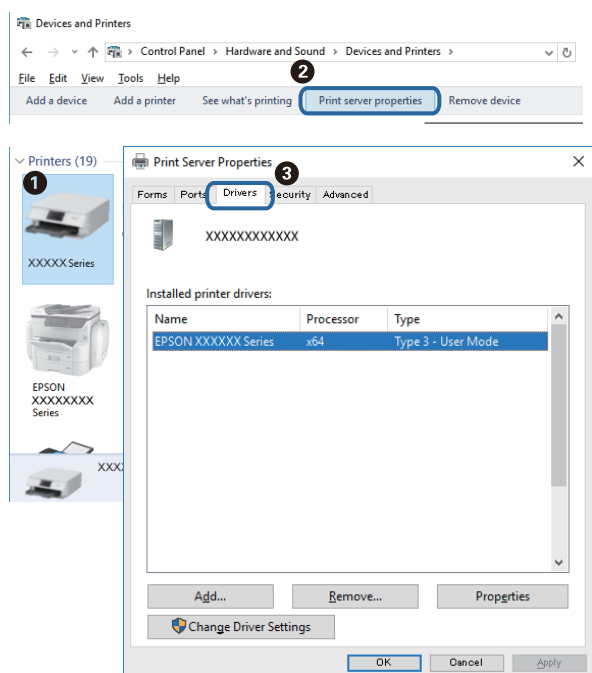 Devices and Printers
Control Panel > Hardware and Sound > Devices and Printers >
File Edit View Tools Help
2
Add a device Add a printer See what's printing Print server properties Remove device
Printers (19)
1
XXXXX Series
EPSON
XXXXXXXX
Series
XXX
Print Server Properties
3
Forms Ports Drivers Security Advanced
XXXXXXXXXXXX
Installed printer drivers:
Name Processor Type
EPSON XXXXXX Series x64 Type 3 - User Mode
Add... Remove... Properties
Change Driver Settings
OK Cancel Apply